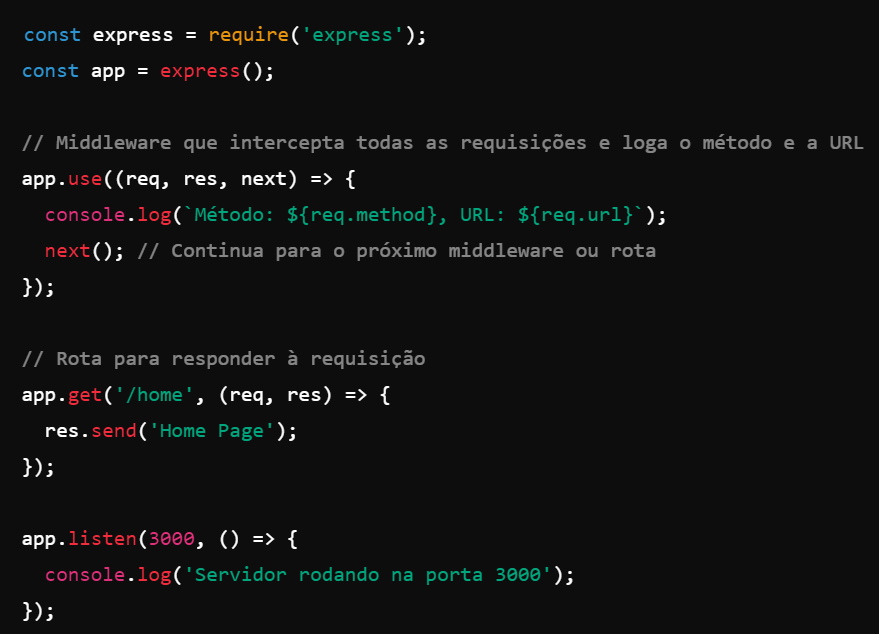 const express = require('express');
const app = express();
// Middleware que intercepta todas as requisições e loga o método e a URL
app.use((req, res, next) => {
  console.log(`Método: ${req.method}, URL: ${req.url}`);
  next(); // Continua para o próximo middleware ou rota
});
// Rota para responder à requisição
app.get('/home', (req, res) => {
  res.send('Home Page');
});
app.listen(3000, () => {
  console.log('Servidor rodando na porta 3000');
});